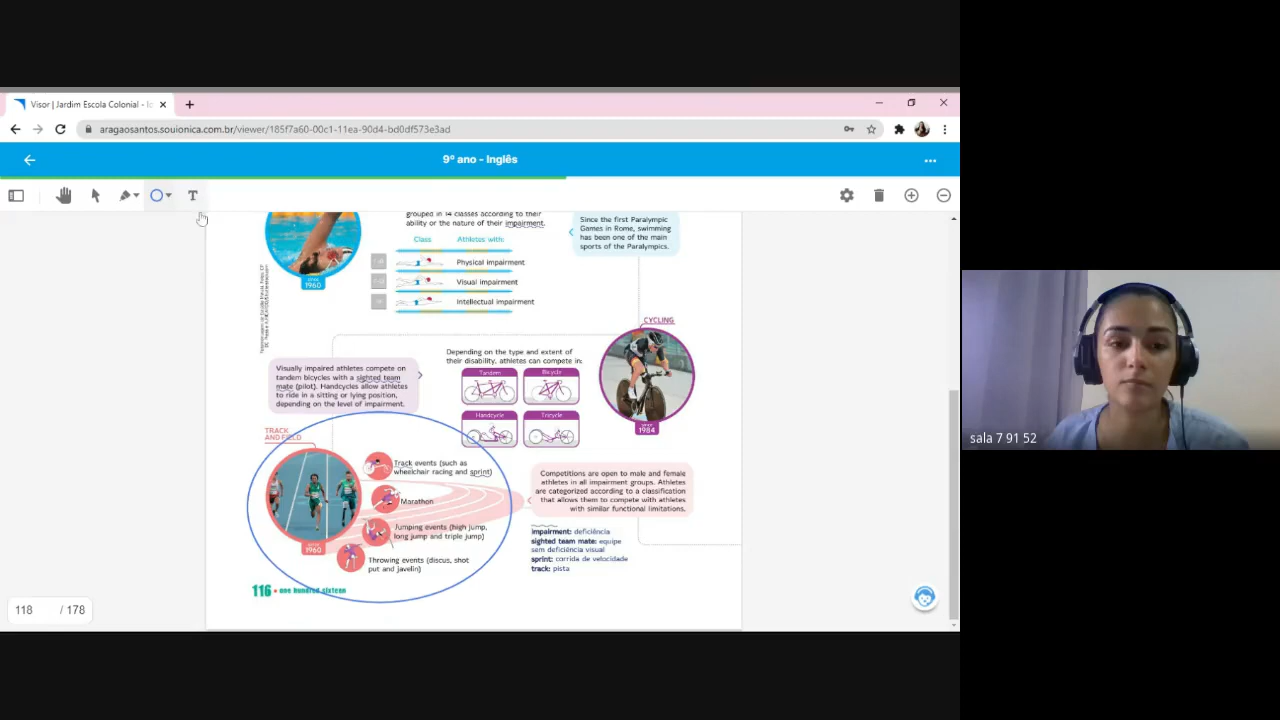 Visor | Jardim Escola Colonial - Io
aragaosantos.souionica.com.br/viewer/185f7a60-00c1-11ea-90d4-bd0df573e3ad
9º ano - Inglês
T
grouped in 14 classes according to their
ability or the nature of their impairment.
Class Athletes with:
Physical impairment
Visual impairment
Intellectual impairment
SINCE
1960
Since the first Paralympic
Games in Rome, swimming
has been one of the main
sports of the Paralympics.
CYCLING
SINCE
1984
Depending on the type and extent of
their disability, athletes can compete in:
Tandem
Bicycle
Handcycle
Tricycle
Visually impaired athletes compete on
tandem bicycles with a sighted team
mate (pilot). Handcycles allow athletes
to ride in a sitting or lying position,
depending on the level of impairment.
TRACK
AND FIELD
SINCE
1960
Track events (such as
wheelchair racing and sprint)
Marathon
Jumping events (high jump,
long jump and triple jump)
Throwing events (discus, shot
put and javelin)
Competitions are open to male and female
athletes in all impairment groups. Athletes
are categorized according to a classification
that allows them to compete with athletes
with similar functional limitations.
impairment: deficiência
sighted team mate: equipe
sem deficiência visual
sprint: corrida de velocidade
track: pista
116 • one hundred sixteen
118 / 178
sala 7 91 52